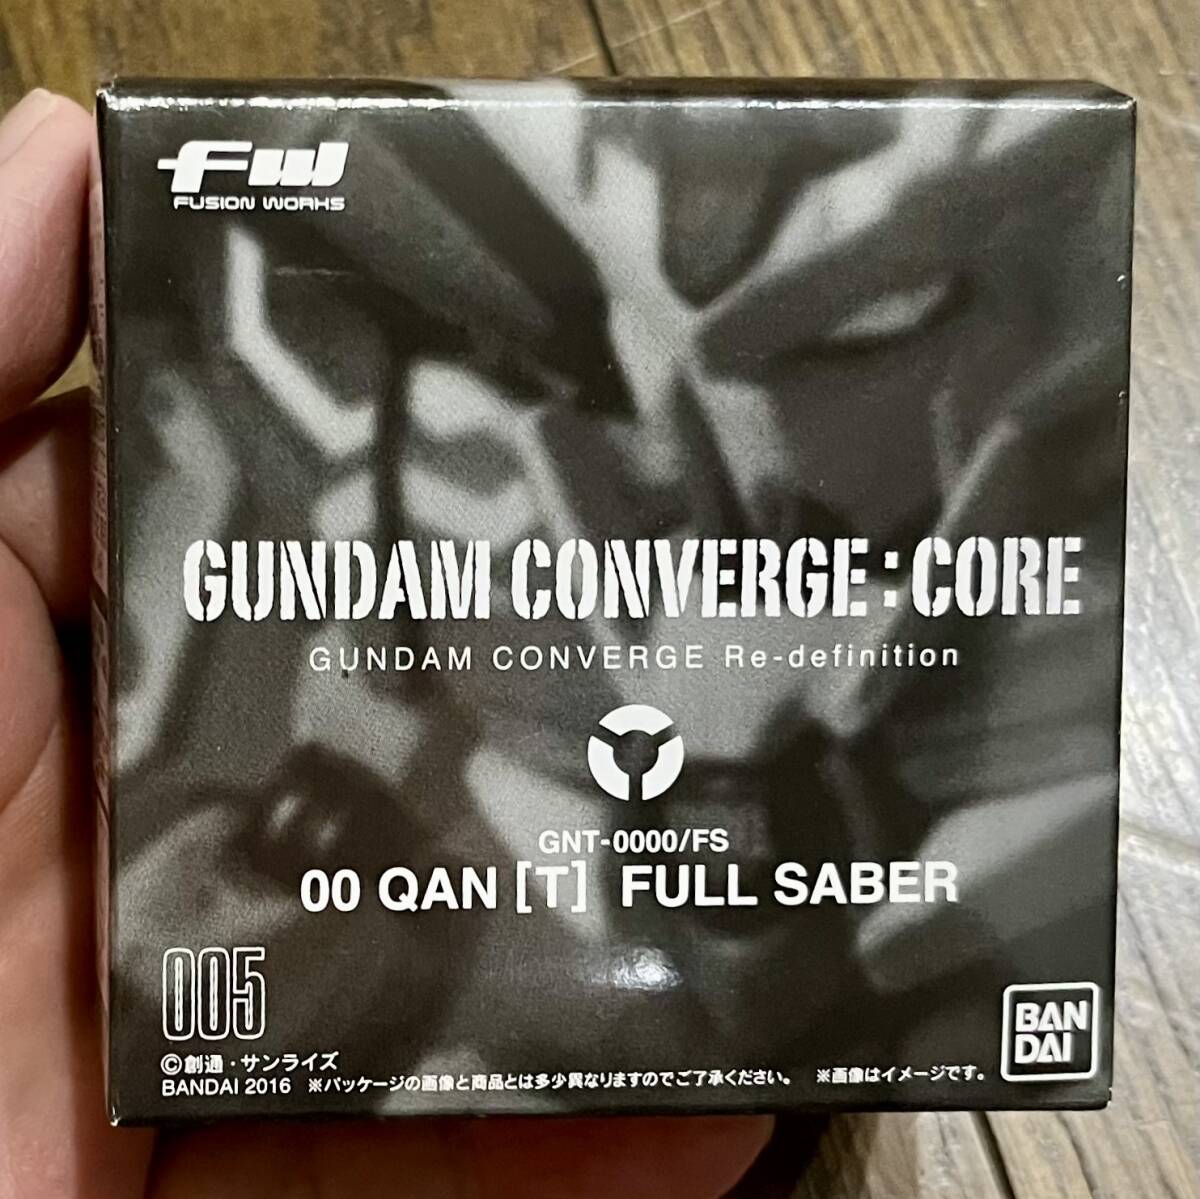 FW
FUSION WORKS
GUNDAM CONVERGE:CORE
GUNDAM CONVERGE Re-definition
GNT-0000/FS
00 QAN [T] FULL SABER
005
©創通・サンライズ
BANDAI 2016 ※パッケージの画像と商品とは多少異なりますのでご了承ください。 ※画像はイメージです。
BAN
DAI